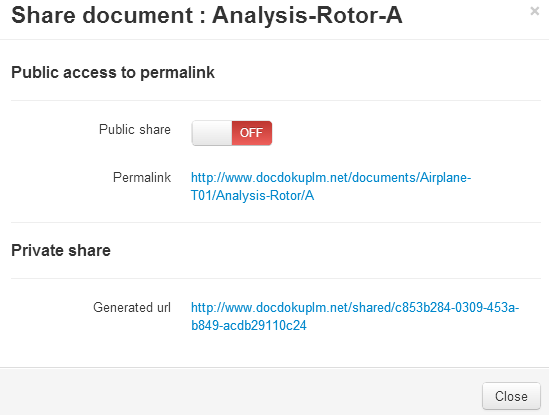 Share document : Analysis-Rotor-A
×
Public access to permalink
Public share OFF
Permalink http://www.docdokuplm.net/documents/Airplane-
T01/Analysis-Rotor/A
Private share
Generated url http://www.docdokuplm.net/shared/c853b284-0309-453a-
b849-acdb29110c24
Close